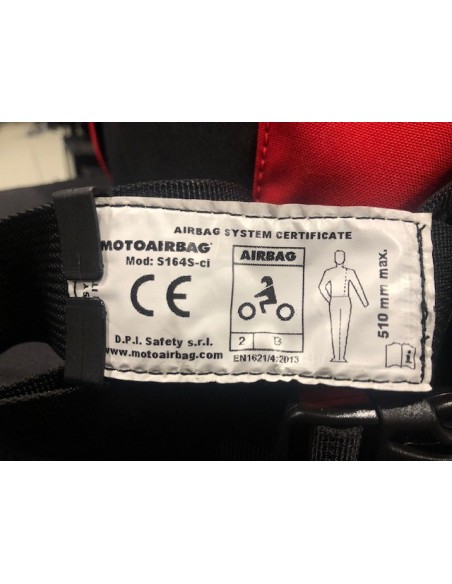 AIRBAG SYSTEM CERTIFICATE
MOTOAIRBAG®
Mod: S164S-ci
CE
D.P.I. Safety s.r.l.
www.motoairbag.com
AIRBAG
2 B
EN1621/4:2013
510 mm max.